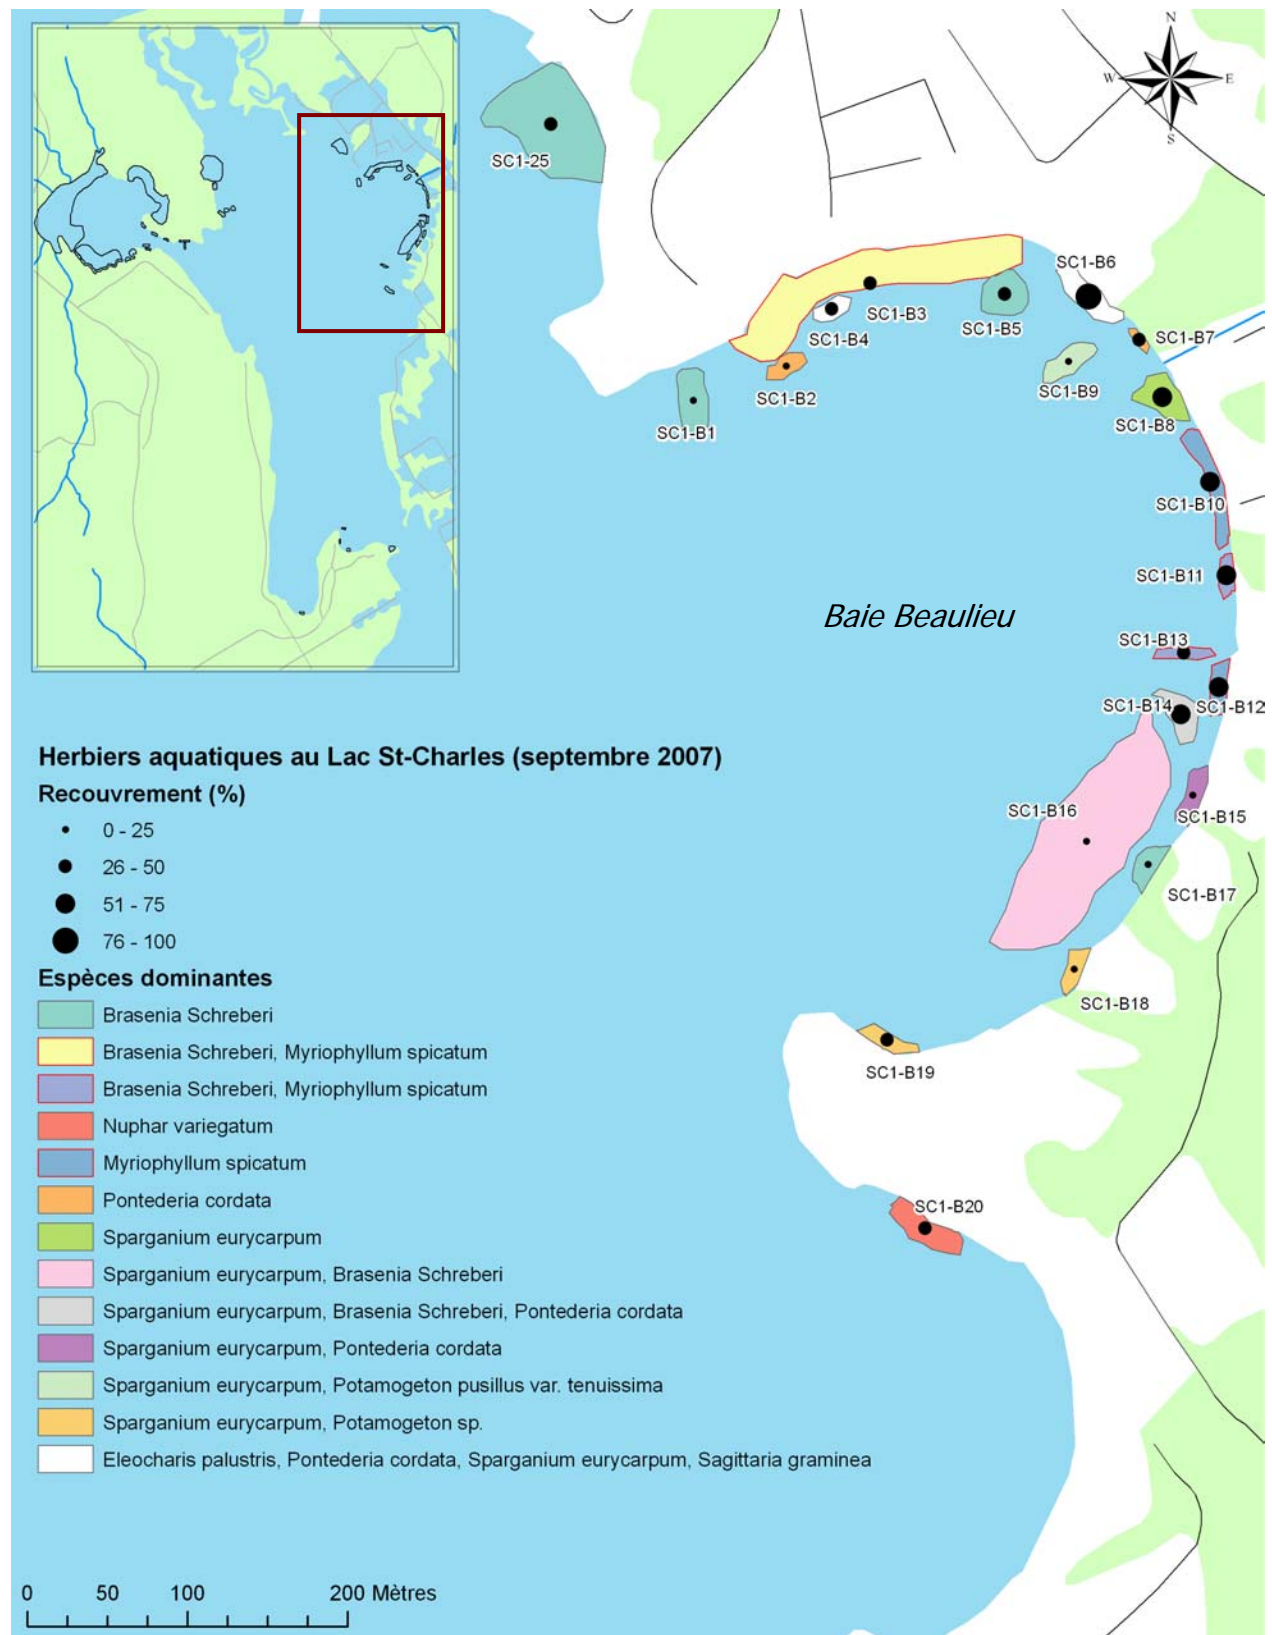 N
W
E
S
SC1-25
SC1-B6
SC1-B3
SC1-B4
SC1-B5
SC1-B7
SC1-B2
SC1-B9
SC1-B1
SC1-B8
SC1-B10
SC1-B11
Baie Beaulieu
SC1-B13
SC1-B14
SC1-B12
SC1-B16
SC1-B15
SC1-B17
SC1-B18
SC1-B19
SC1-B20
Herbiers aquatiques au Lac St-Charles (septembre 2007)
Recouvrement (%)
0 - 25
26 - 50
51 - 75
76 - 100
Espèces dominantes
Brasenia Schreberi
Brasenia Schreberi, Myriophyllum spicatum
Brasenia Schreberi, Myriophyllum spicatum
Nuphar variegatum
Myriophyllum spicatum
Pontederia cordata
Sparganium eurycarpum
Sparganium eurycarpum, Brasenia Schreberi
Sparganium eurycarpum, Brasenia Schreberi, Pontederia cordata
Sparganium eurycarpum, Pontederia cordata
Sparganium eurycarpum, Potamogeton pusillus var. tenuissima
Sparganium eurycarpum, Potamogeton sp.
Eleocharis palustris, Pontederia cordata, Sparganium eurycarpum, Sagittaria graminea
0 50 100 200 Mètres